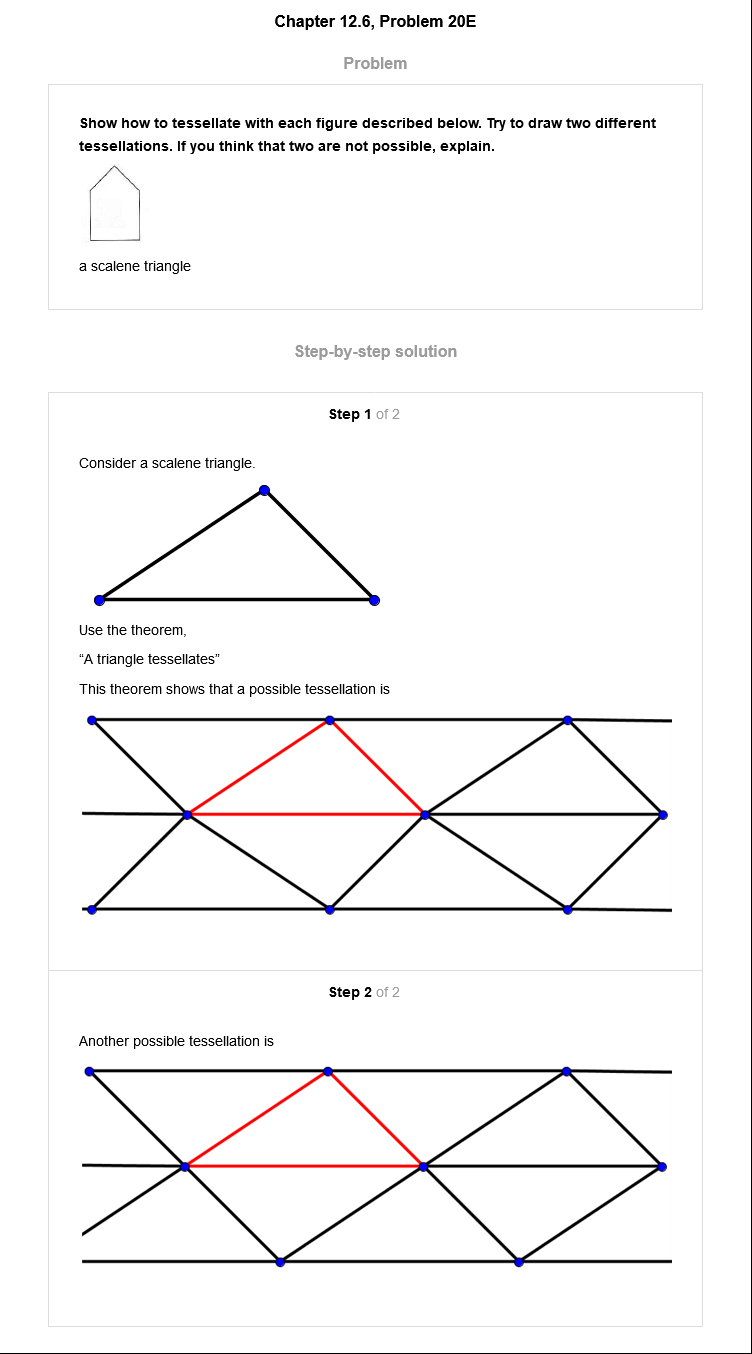 Chapter 12.6, Problem 20E
Problem
Show how to tessellate with each figure described below. Try to draw two different
tessellations. If you think that two are not possible, explain.
a scalene triangle
Step-by-step solution
Step 1 of 2
Consider a scalene triangle.
Use the theorem,
“A triangle tessellates”
This theorem shows that a possible tessellation is
Step 2 of 2
Another possible tessellation is